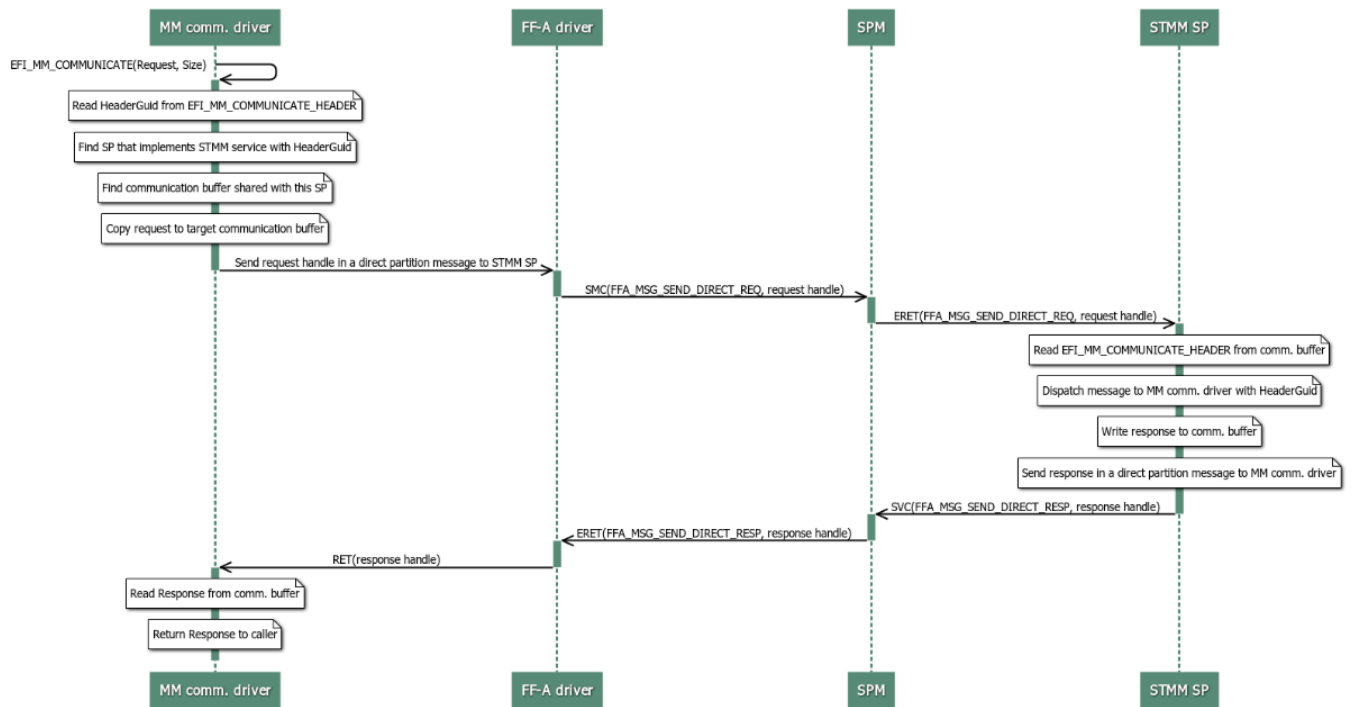 MM comm. driver
FF-A driver
SPM
STMM SP
EFI_MM_COMMUNICATE(Request, Size)
Read HeaderGuid from EFI_MM_COMMUNICATE_HEADER
Find SP that implements STMM service with HeaderGuid
Find communication buffer shared with this SP
Copy request to target communication buffer
Send request handle in a direct partition message to STMM SP
SMC(FFA_MSG_SEND_DIRECT_REQ, request handle)
ERET(FFA_MSG_SEND_DIRECT_REQ, request handle)
Read EFI_MM_COMMUNICATE_HEADER from comm. buffer
Dispatch message to MM comm. driver with HeaderGuid
Write response to comm. buffer
Send response in a direct partition message to MM comm. driver
SVC(FFA_MSG_SEND_DIRECT_RESP, response handle)
ERET(FFA_MSG_SEND_DIRECT_RESP, response handle)
RET(response handle)
Read Response from comm. buffer
Return Response to caller
MM comm. driver
FF-A driver
SPM
STMM SP